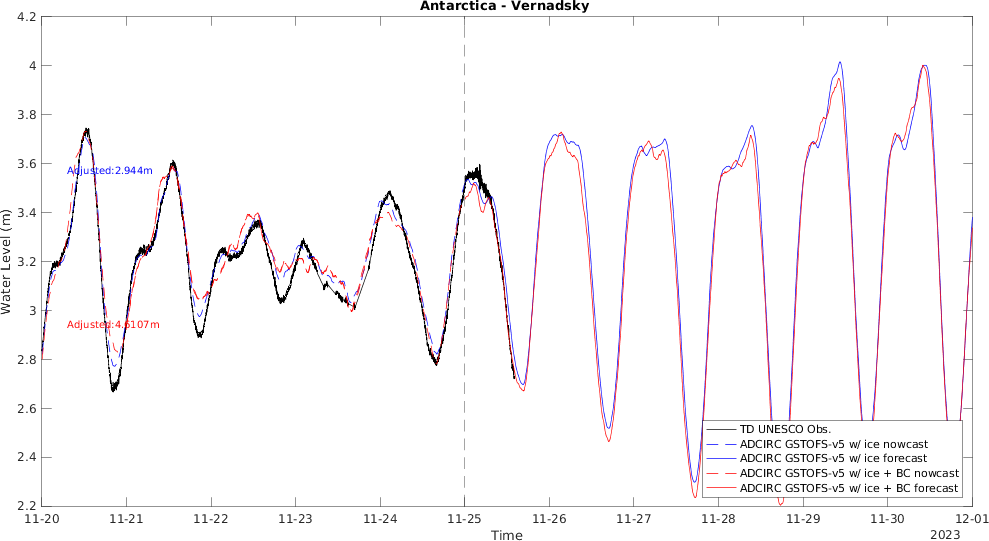 Antarctica - Vernadsky
4.2
4
3.8
3.6
3.4
3.2
3
2.8
2.6
2.4
2.2
Water Level (m)
Adjusted:2.944m
Adjusted:4.6107m
TD UNESCO Obs.
ADCIRC GSTOFS-v5 w/ ice nowcast
ADCIRC GSTOFS-v5 w/ ice forecast
ADCIRC GSTOFS-v5 w/ ice + BC nowcast
ADCIRC GSTOFS-v5 w/ ice + BC forecast
11-20 11-21 11-22 11-23 11-24 11-25 11-26 11-27 11-28 11-29 11-30 12-01
Time
2023